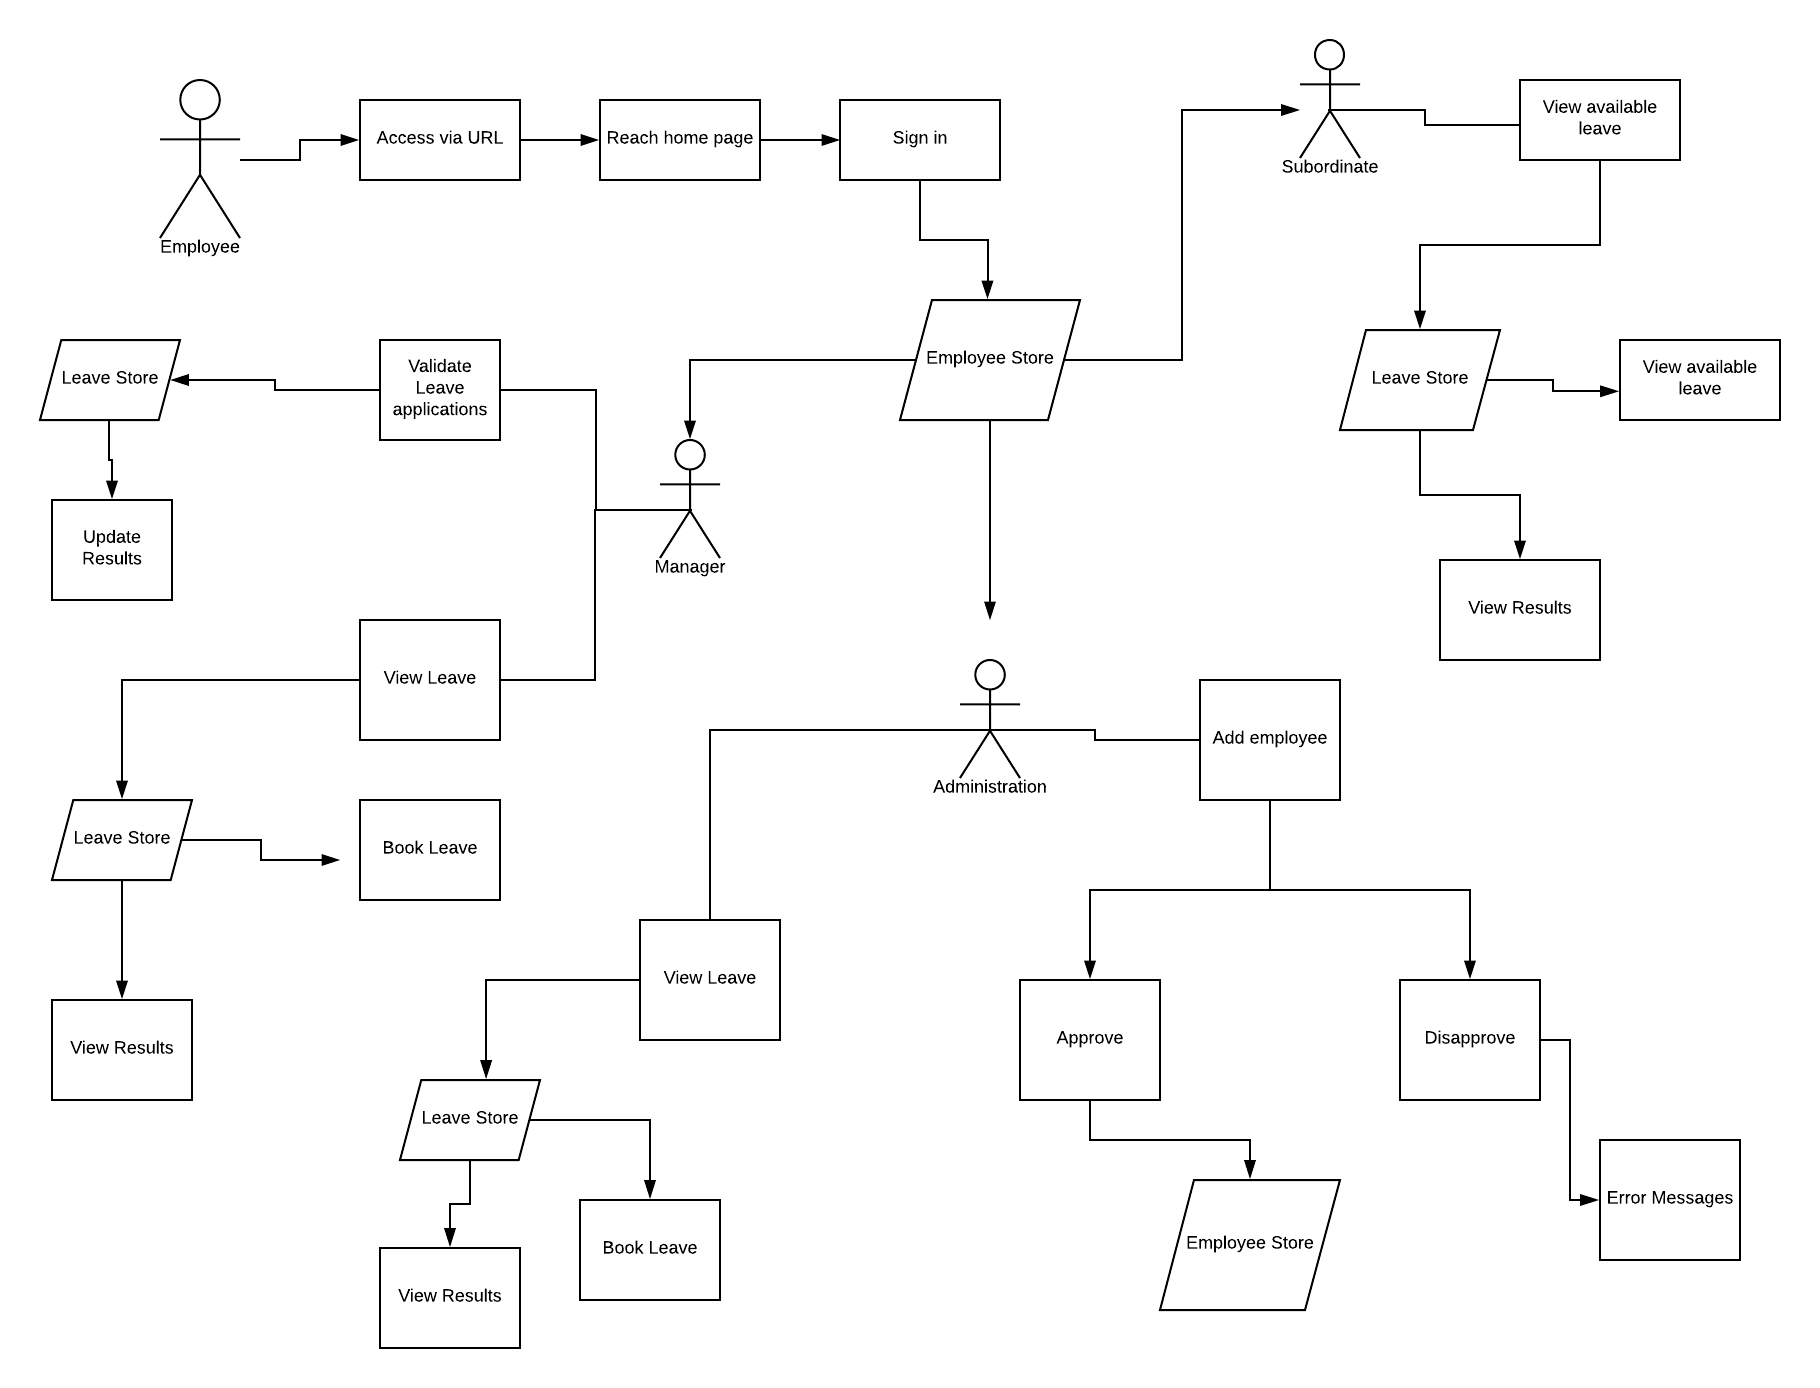 Access via URL
Reach home page
Sign in
View available
leave
Subordinate
Employee
Leave Store
Validate
Leave
applications
Employee Store
Leave Store
View available
leave
Update
Results
Manager
View Results
View Leave
Add employee
Administration
Leave Store
Book Leave
View Leave
View Results
Approve
Disapprove
Leave Store
Error Messages
Employee Store
Book Leave
View Results